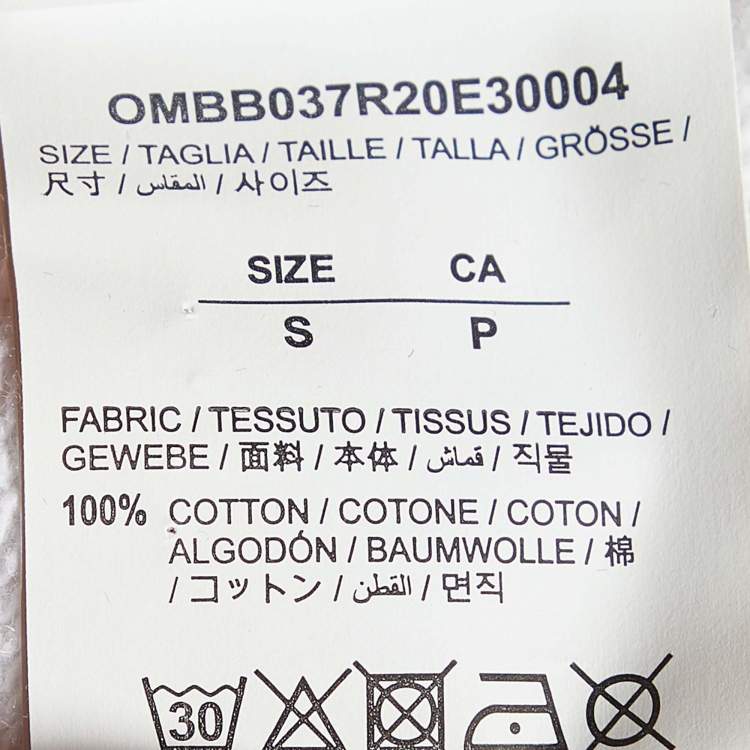 OMBB037R20E30004
SIZE / TAGLIA / TAILLE / TALLA / GRÖSSE /
尺寸 / المقاس / 사이즈
SIZE CA
S P
FABRIC / TESSUTO / TISSUS / TEJIDO /
GEWEBE / 面料 / 本体 / قماش / 직물
100% COTTON / COTONE / COTON /
ALGODÓN / BAUMWOLLE / 棉
/ コットン / القطن / 면직
30